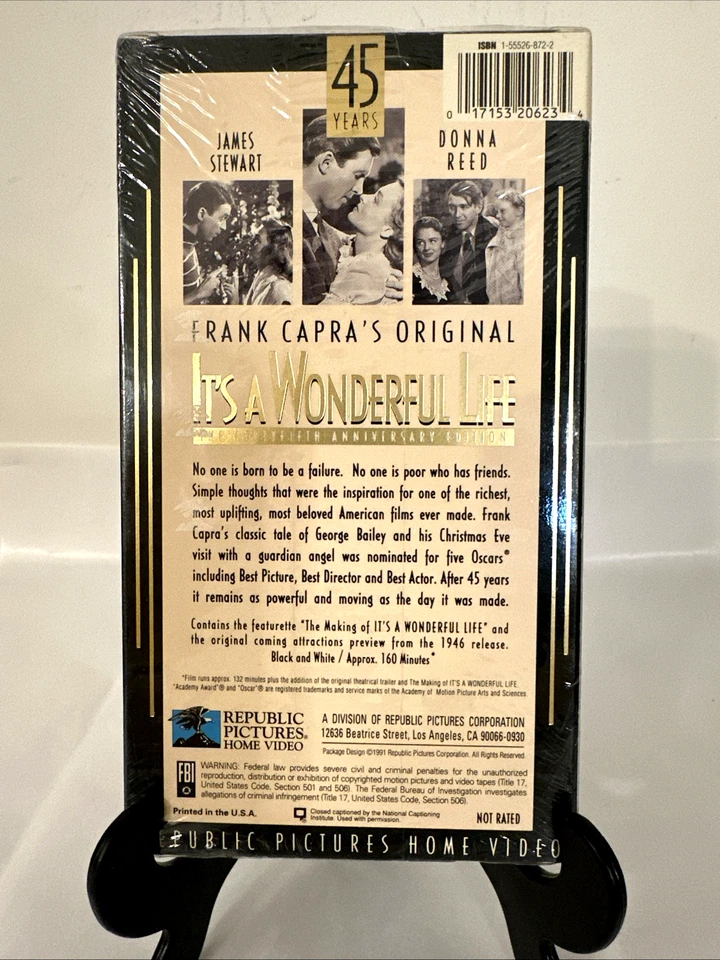 45
YEARS
ISBN 1-55526-872-2
0 17153 20623 4
JAMES
STEWART
DONNA
REED
FRANK CAPRA'S ORIGINAL
IT'S A WONDERFUL LIFE
THE FORTY-FIFTH ANNIVERSARY EDITION
No one is born to be a failure. No one is poor who has friends.
Simple thoughts that were the inspiration for one of the richest,
most uplifting, most beloved American films ever made. Frank
Capra's classic tale of George Bailey and his Christmas Eve
visit with a guardian angel was nominated for five Oscars®
including Best Picture, Best Director and Best Actor. After 45 years
it remains as powerful and moving as the day it was made.
Contains the featurette "The Making of IT'S A WONDERFUL LIFE" and
the original coming attractions preview from the 1946 release.
Black and White / Approx. 160 Minutes*
*Film runs approx. 132 minutes plus the addition of the original theatrical trailer and The Making of IT'S A WONDERFUL LIFE.
"Academy Award"® and "Oscar"® are registered trademarks and service marks of the Academy of Motion Picture Arts and Sciences
REPUBLIC
PICTURES®
HOME VIDEO
A DIVISION OF REPUBLIC PICTURES CORPORATION
12636 Beatrice Street, Los Angeles, CA 90066-0930
Package Design ©1991 Republic Pictures Corporation. All Rights Reserved.
FBI
WARNING: Federal law provides severe civil and criminal penalties for the unauthorized
reproduction, distribution or exhibition of copyrighted motion pictures and video tapes (Title 17,
United States Code, Section 501 and 506). The Federal Bureau of Investigation investigates
allegations of criminal infringement (Title 17, United States Code, Section 506).
Printed in the U.S.A.
Closed captioned by the National Captioning
Institute. Used with permission.
NOT RATED
REPUBLIC PICTURES HOME VIDEO